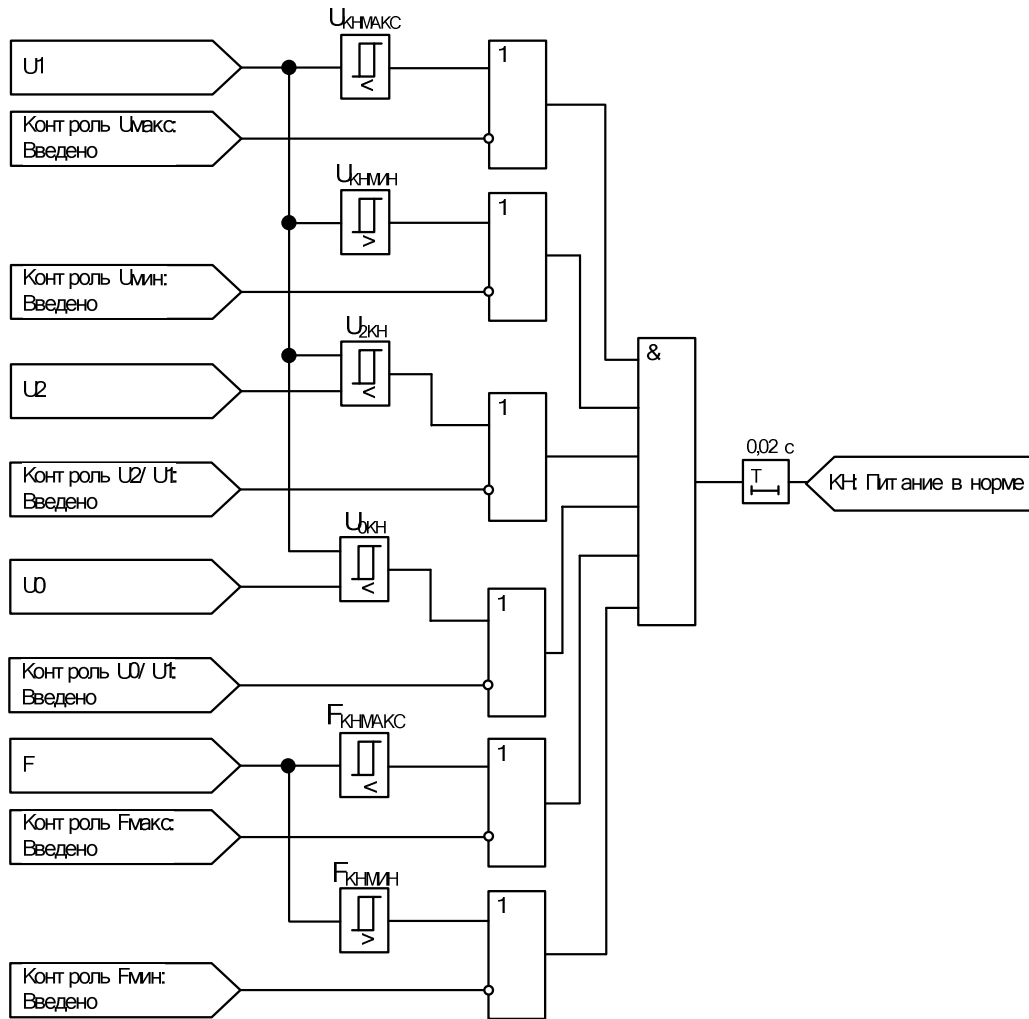 UКНМАКС
U1
<
1
Контроль Uмакс:
Введено
UКНМИН
>
1
Контроль Uмин:
Введено
U2КН
<
U2
1
&
Контроль U2/U1:
Введено
0,02 с
T
КН: Питание в норме
U0КН
<
U0
1
Контроль U0/U1:
Введено
FКНМАКС
F
<
1
Контроль Fмакс:
Введено
FКНМИН
>
1
Контроль Fмин:
Введено